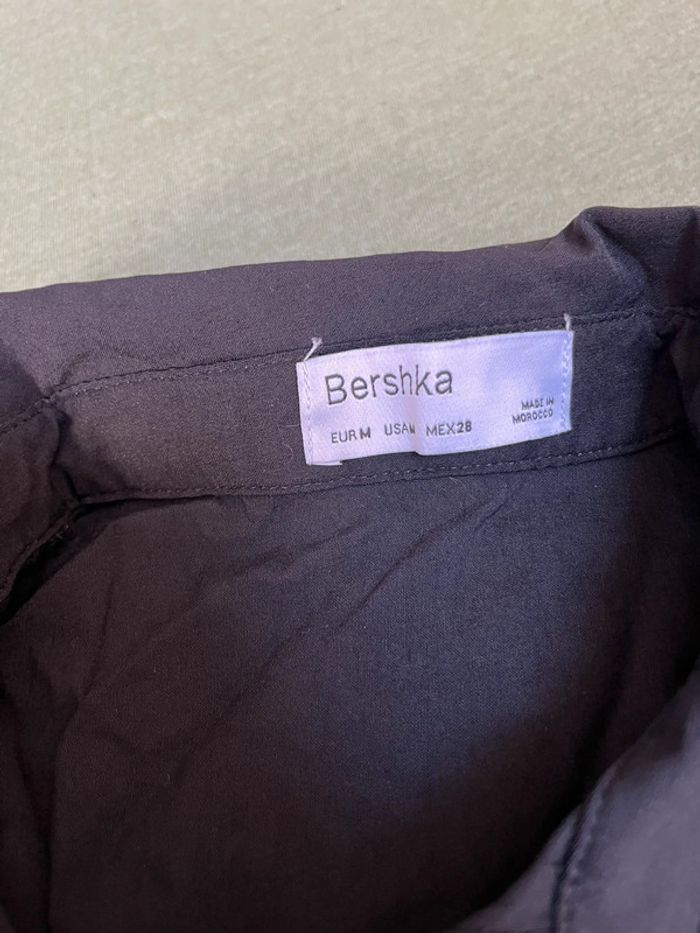 Bershka
EUR M USA M MEX 28
MADE IN
MOROCCO